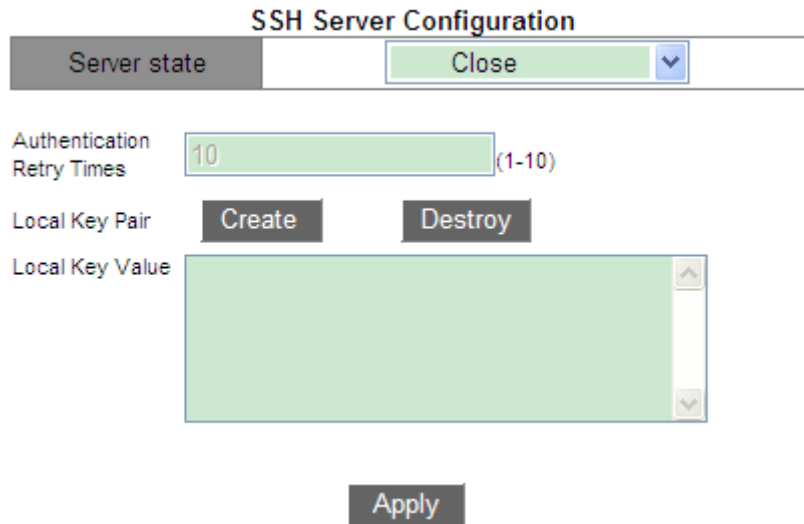 SSH Server Configuration
Server state Close
Authentication
Retry Times 10 (1-10)
Local Key Pair Create Destroy
Local Key Value
Apply